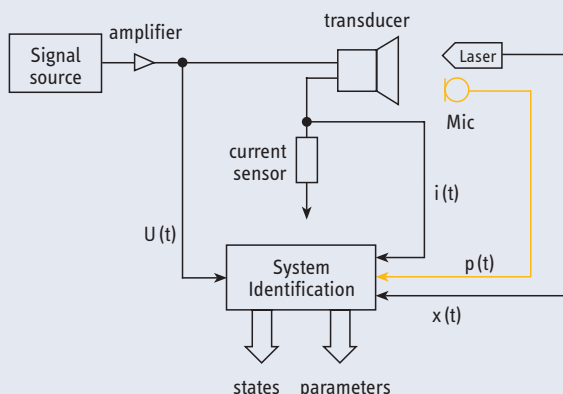 amplifier
transducer
Signal
source
Laser
Mic
current
sensor
i (t)
U (t)
System
Identification
p (t)
x (t)
states parameters